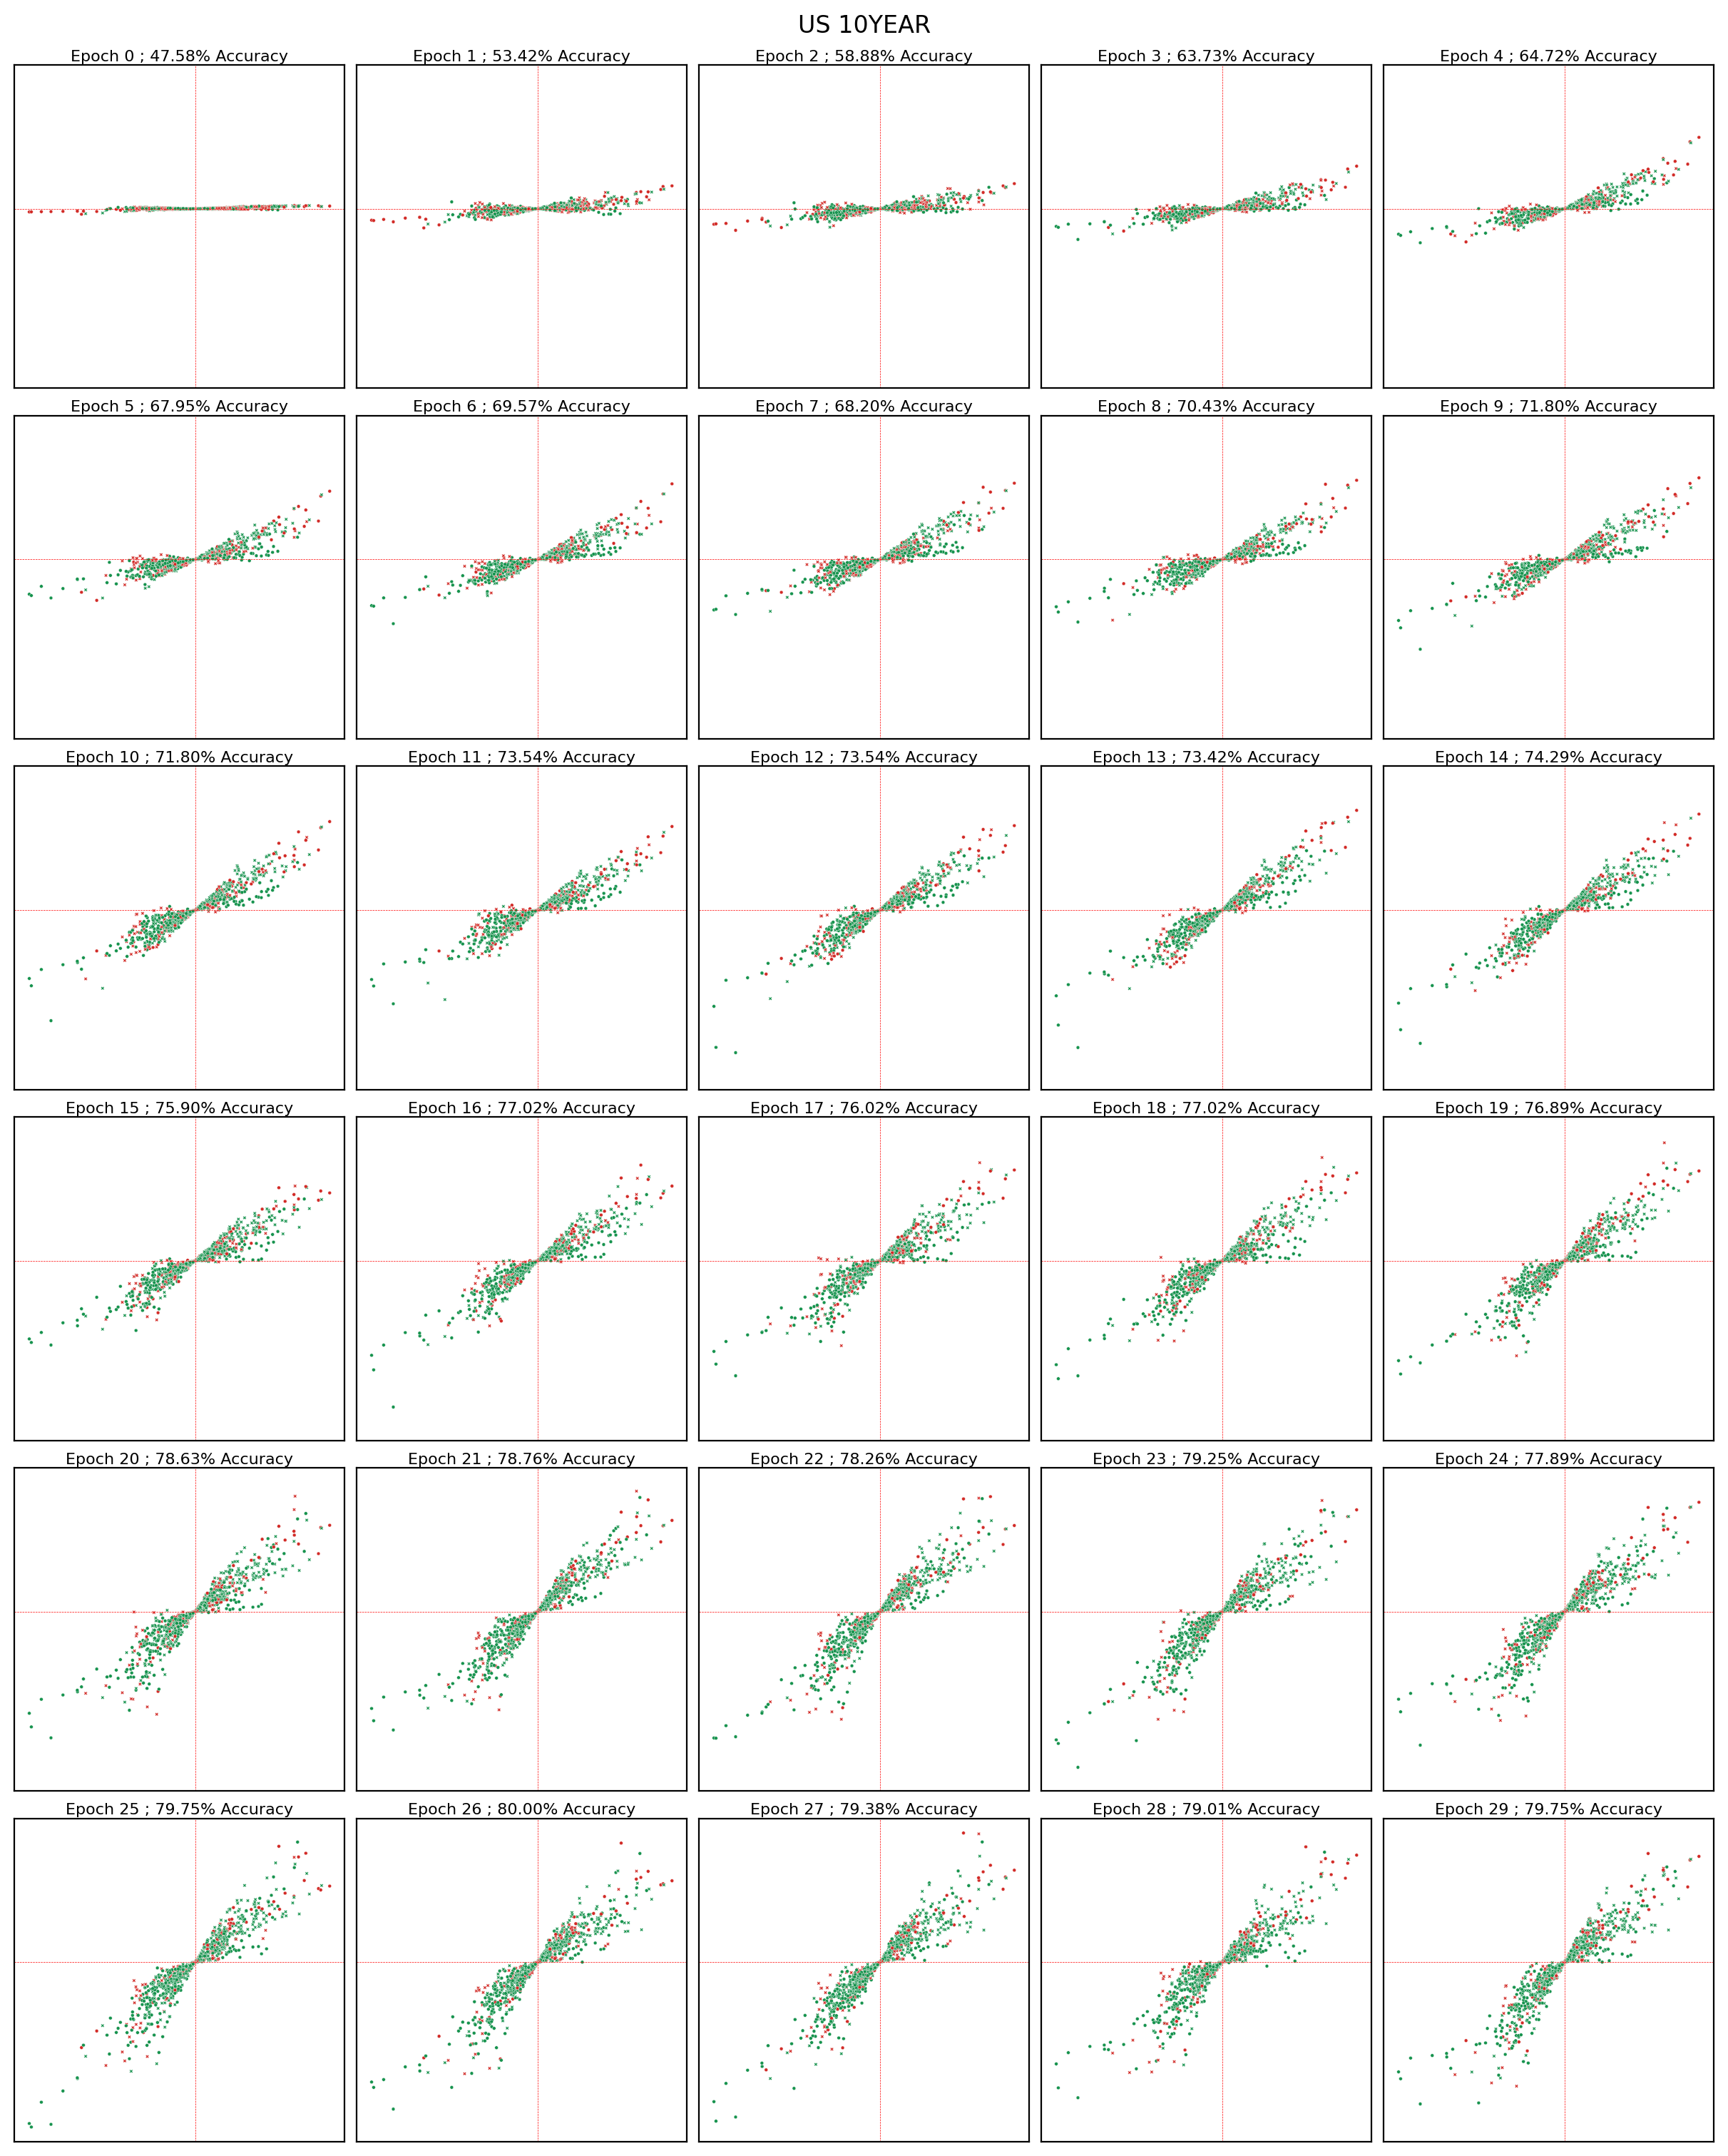 US 10YEAR
Epoch 0 ; 47.58% Accuracy
Epoch 1 ; 53.42% Accuracy
Epoch 2 ; 58.88% Accuracy
Epoch 3 ; 63.73% Accuracy
Epoch 4 ; 64.72% Accuracy
Epoch 5 ; 67.95% Accuracy
Epoch 6 ; 69.57% Accuracy
Epoch 7 ; 68.20% Accuracy
Epoch 8 ; 70.43% Accuracy
Epoch 9 ; 71.80% Accuracy
Epoch 10 ; 71.80% Accuracy
Epoch 11 ; 73.54% Accuracy
Epoch 12 ; 73.54% Accuracy
Epoch 13 ; 73.42% Accuracy
Epoch 14 ; 74.29% Accuracy
Epoch 15 ; 75.90% Accuracy
Epoch 16 ; 77.02% Accuracy
Epoch 17 ; 76.02% Accuracy
Epoch 18 ; 77.02% Accuracy
Epoch 19 ; 76.89% Accuracy
Epoch 20 ; 78.63% Accuracy
Epoch 21 ; 78.76% Accuracy
Epoch 22 ; 78.26% Accuracy
Epoch 23 ; 79.25% Accuracy
Epoch 24 ; 77.89% Accuracy
Epoch 25 ; 79.75% Accuracy
Epoch 26 ; 80.00% Accuracy
Epoch 27 ; 79.38% Accuracy
Epoch 28 ; 79.01% Accuracy
Epoch 29 ; 79.75% Accuracy